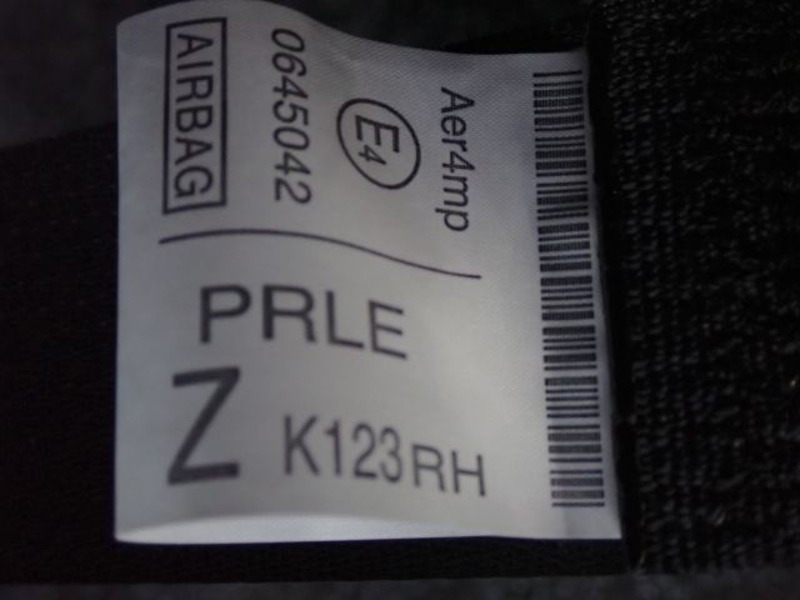 AIRBAG
0645042
E4
Aer4mp
PRLE
Z K123RH